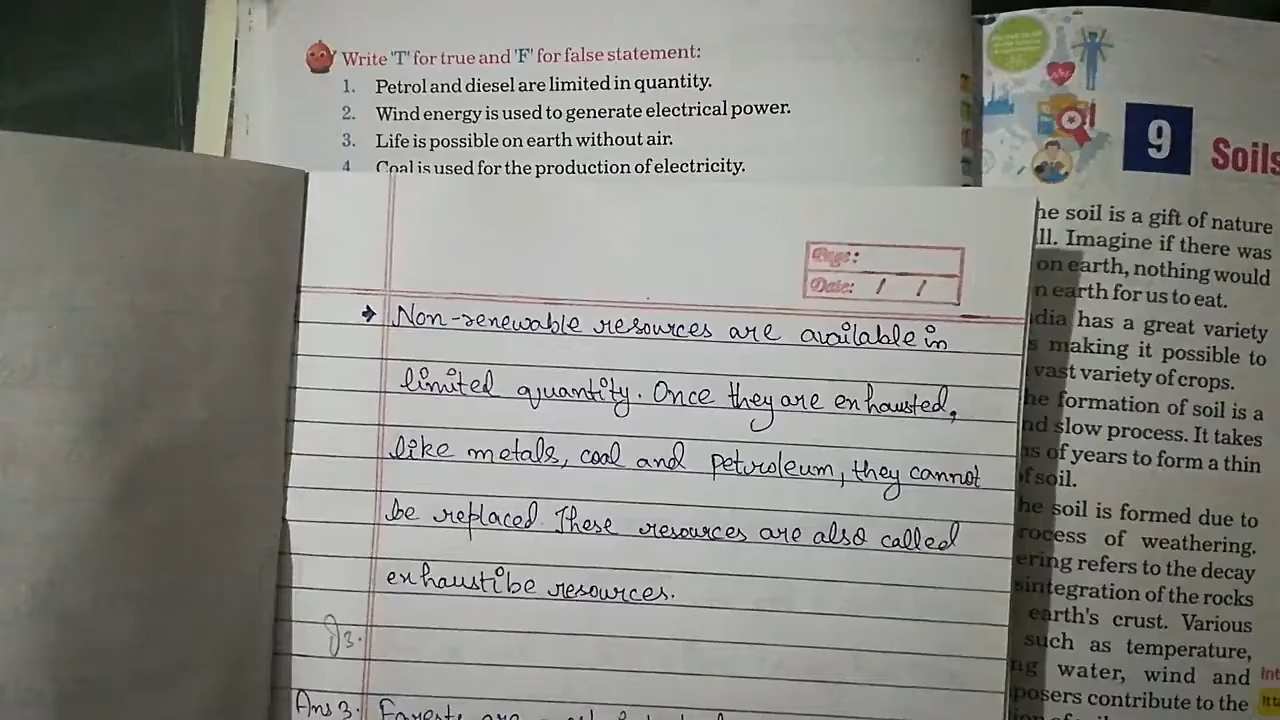 Write 'T' for true and 'F' for false statement:
1. Petrol and diesel are limited in quantity.
2. Wind energy is used to generate electrical power.
3. Life is possible on earth without air.
4 Coal is used for the production of electricity.
Page:
Date: / /
→ Non-renewable resources are available in
limited quantity. Once they are exhausted,
like metals, coal and petroleum, they cannot
be replaced. These resources are also called
exhaustibe resources.
J3.
Ans 3. Forests are
9 Soils
he soil is a gift of nature
ll. Imagine if there was
on earth, nothing would
n earth for us to eat.
dia has a great variety
s making it possible to
vast variety of crops.
he formation of soil is a
nd slow process. It takes
ns of years to form a thin
of soil.
he soil is formed due to
rocess of weathering.
ering refers to the decay
sintegration of the rocks
earth's crust. Various
such as temperature,
ng water, wind and
posers contribute to the
Int